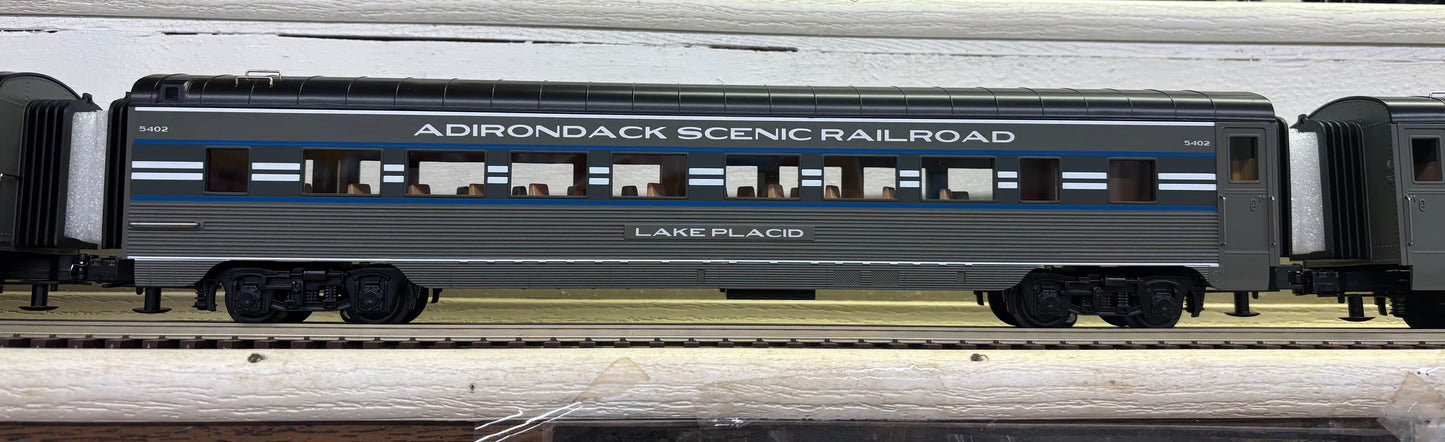 5402
ADIRONDACK SCENIC RAILROAD
5402
LAKE PLACID